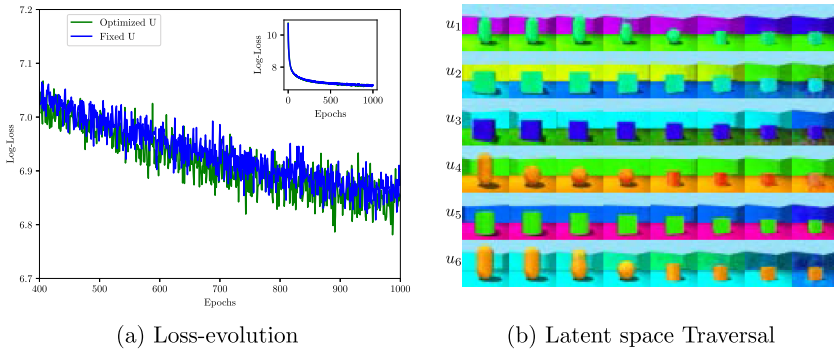 Optimized U
Fixed U
Log-Loss
7.2
7.1
7.0
6.9
6.8
6.7
400
500
600
700
800
900
1000
Epochs
Log-Loss
10
8
0
500
1000
Epochs
(a) Loss-evolution
u1
u2
u3
u4
u5
u6
(b) Latent space Traversal